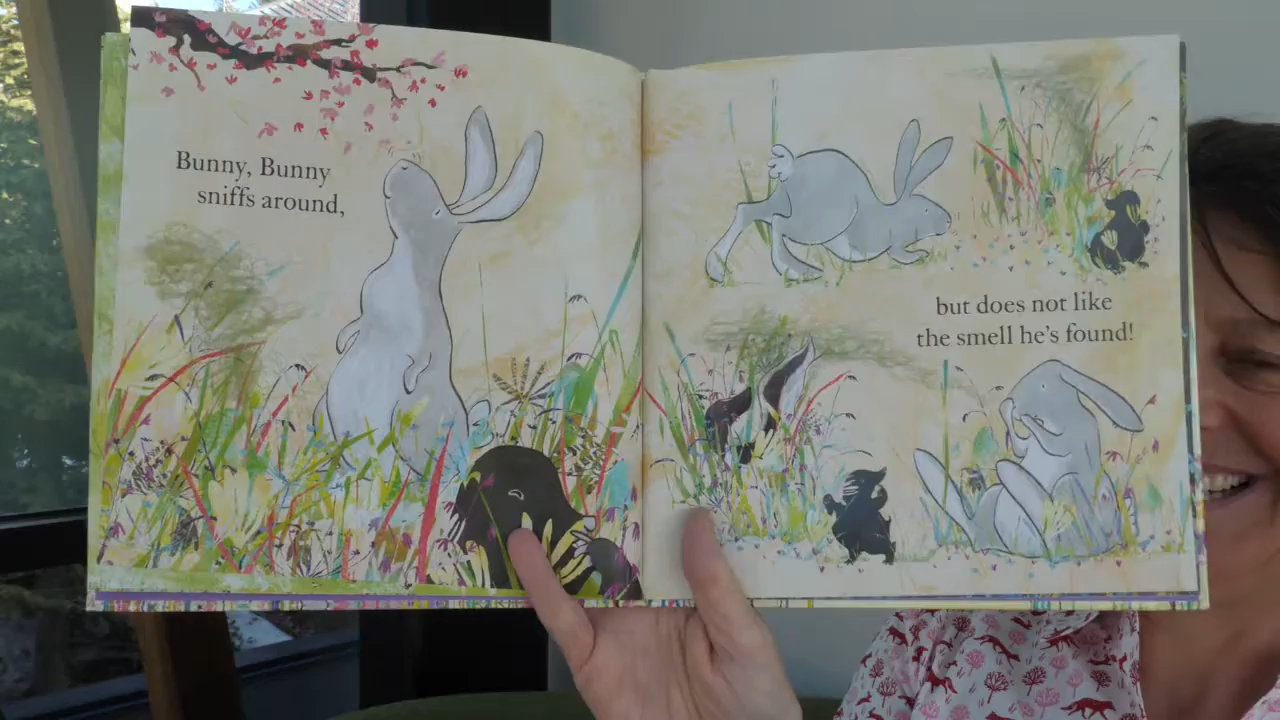 Bunny, Bunny
sniffs around,
but does not like
the smell he's found!